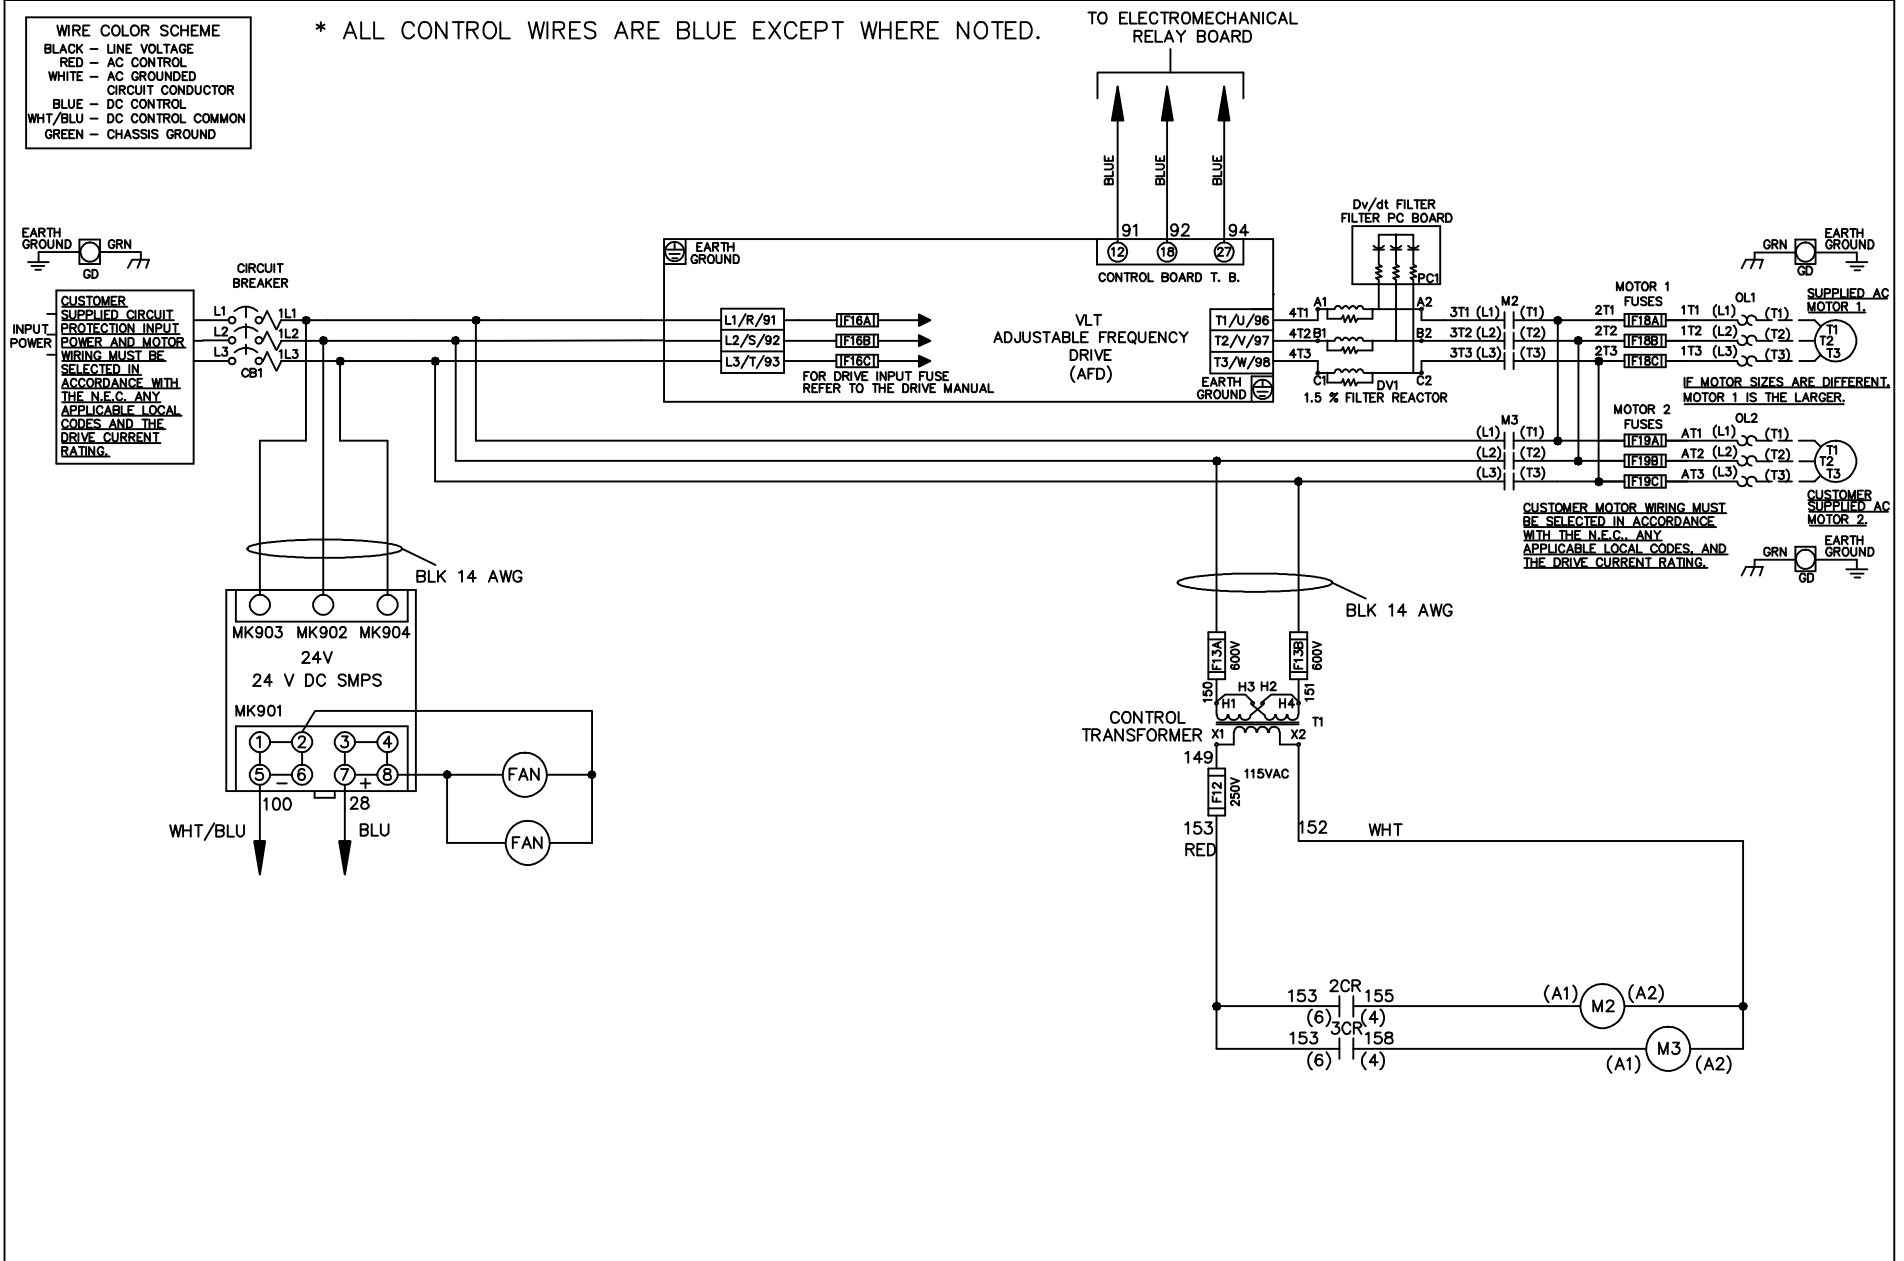 WIRE COLOR SCHEME
BLACK – LINE VOLTAGE
RED – AC CONTROL
WHITE – AC GROUNDED
CIRCUIT CONDUCTOR
BLUE – DC CONTROL
WHT/BLU – DC CONTROL COMMON
GREEN – CHASSIS GROUND
* ALL CONTROL WIRES ARE BLUE EXCEPT WHERE NOTED.
TO ELECTROMECHANICAL
RELAY BOARD
BLUE
BLUE
BLUE
91 92 94
12 18 27
CONTROL BOARD T. B.
EARTH
GROUND
GRN
GD
INPUT
POWER
CUSTOMER
SUPPLIED CIRCUIT
PROTECTION INPUT
POWER AND MOTOR
WIRING MUST BE
SELECTED IN
ACCORDANCE WITH
THE N.E.C. ANY
APPLICABLE LOCAL
CODES AND THE
DRIVE CURRENT
RATING.
CIRCUIT
BREAKER
L1 1L1
L2 1L2
L3 1L3
CB1
EARTH
GROUND
L1/R/91 F16A
L2/S/92 F16B
L3/T/93 F16C
FOR DRIVE INPUT FUSE
REFER TO THE DRIVE MANUAL
VLT
ADJUSTABLE FREQUENCY
DRIVE
(AFD)
T1/U/96
T2/V/97
T3/W/98
EARTH
GROUND
Dv/dt FILTER
FILTER PC BOARD
PC1
4T1 A1 A2
4T2 B1 B2
4T3
C1 DV1 C2
1.5 % FILTER REACTOR
M2
3T1 (L1) (T1)
3T2 (L2) (T2)
3T3 (L3) (T3)
MOTOR 1
FUSES
2T1 F18A 1T1 (L1) (T1)
2T2 F18B 1T2 (L2) (T2)
2T3 F18C 1T3 (L3) (T3)
OL1
GRN
GD
EARTH
GROUND
SUPPLIED AC
MOTOR 1.
T1
T2
T3
IF MOTOR SIZES ARE DIFFERENT,
MOTOR 1 IS THE LARGER.
M3
(L1) (T1)
(L2) (T2)
(L3) (T3)
MOTOR 2
FUSES
F19A AT1 (L1) (T1)
F19B AT2 (L2) (T2)
F19C AT3 (L3) (T3)
OL2
T1
T2
T3
CUSTOMER
SUPPLIED AC
MOTOR 2.
CUSTOMER MOTOR WIRING MUST
BE SELECTED IN ACCORDANCE
WITH THE N.E.C., ANY
APPLICABLE LOCAL CODES, AND
THE DRIVE CURRENT RATING.
GRN
GD
EARTH
GROUND
BLK 14 AWG
MK903 MK902 MK904
24V
24 V DC SMPS
MK901
1 2 3 4
5 – 6 7 + 8
100 28
WHT/BLU BLU
FAN
FAN
BLK 14 AWG
F13A 600V F13B 600V
150 151
H3 H2
H1 H4
CONTROL
TRANSFORMER
T1
X1 X2
149
115VAC
F12 250V
153
RED
152 WHT
2CR
153 155 (A1) M2 (A2)
(6) (4)
3CR
153 158 M3
(6) (4) (A1) (A2)